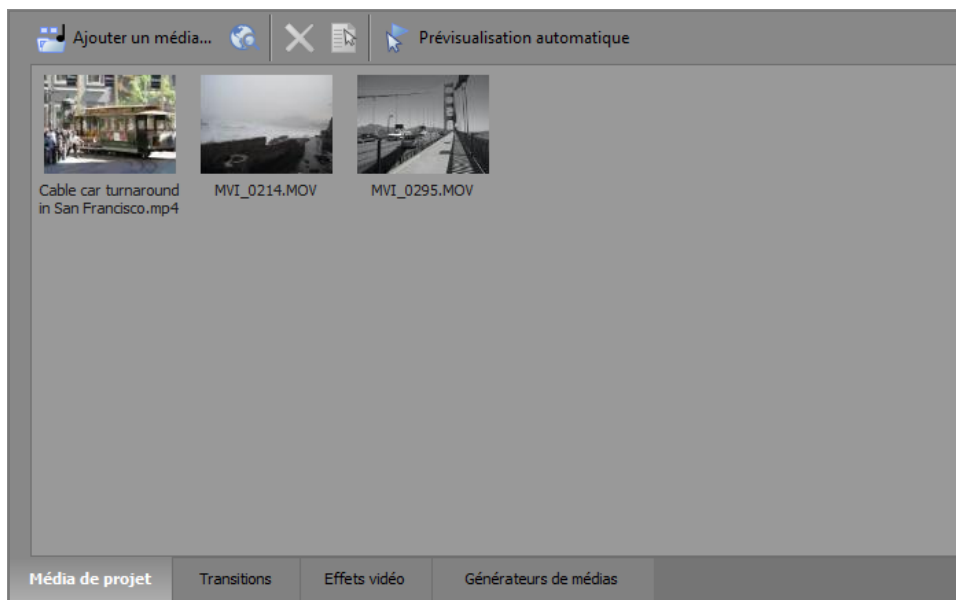 Ajouter un média...
Prévisualisation automatique
Cable car turnaround
in San Francisco.mp4
MVI_0214.MOV
MVI_0295.MOV
Média de projet
Transitions
Effets vidéo
Générateurs de médias